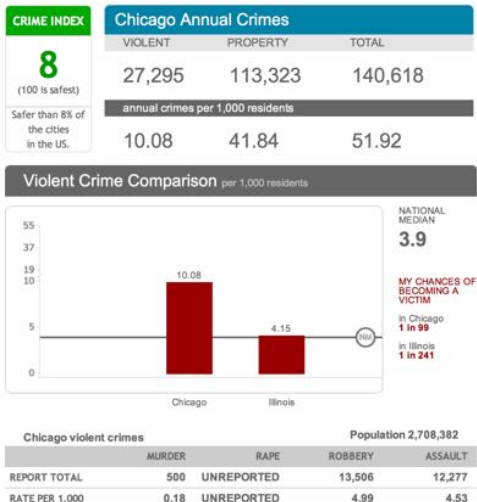 CRIME INDEX
8
(100 is safest)
Safer than 8% of
the cities
in the US.
Chicago Annual Crimes
VIOLENT PROPERTY TOTAL
27,295 113,323 140,618
annual crimes per 1,000 residents
10.08 41.84 51.92
Violent Crime Comparison per 1,000 residents
55
37
19
10
5
0
10.08
4.15
NM
Chicago Illinois
NATIONAL
MEDIAN
3.9
MY CHANCES OF
BECOMING A
VICTIM
in Chicago
1 in 99
in Illinois
1 in 241
Chicago violent crimes Population 2,708,382
MURDER RAPE ROBBERY ASSAULT
REPORT TOTAL 500 UNREPORTED 13,506 12,277
RATE PER 1,000 0.18 UNREPORTED 4.99 4.53